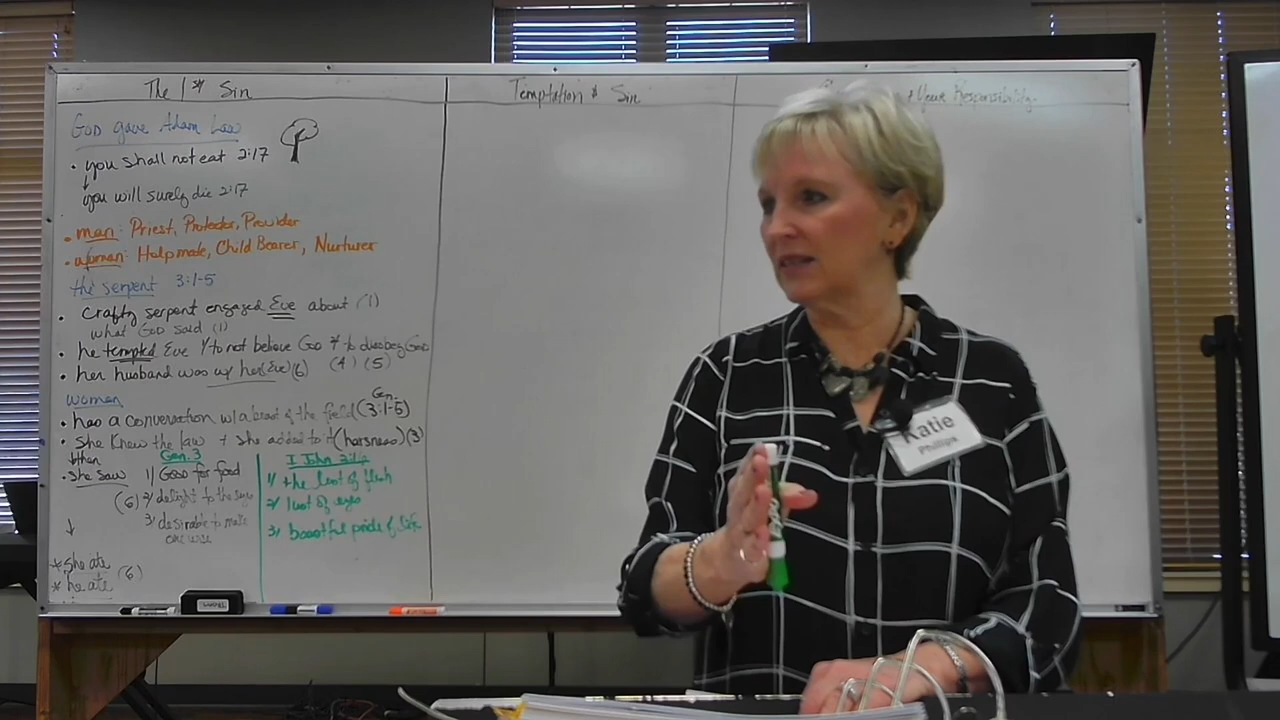 The 1st Sin
Temptation & Sin
+ Your Responsibility
God gave Adam Law
• you shall not eat 2:17
you will surely die 2:17
• man: Priest, Protector, Provider
• woman: Helpmate, Child Bearer, Nurturer
the serpent 3:1-5
• Crafty serpent engaged Eve about (1)
what God said (1)
• he tempted Eve to not believe God & to disobey God
(4) (5)
• her husband was w/ her (Eve) (6)
woman
• has a conversation w/ a beast of the field (Gen. 3:1-5)
• She knew the law + she added to it (harshness) (3)
then
• She saw
Gen. 3
1/ Good for food
(6) 2/ delight to the eyes
3/ desirable to make
one wise
I John
1/ the lust of flesh
2/ lust of eyes
3/ boastful pride of life
* she ate
* he ate (6)
Katie
Phillips